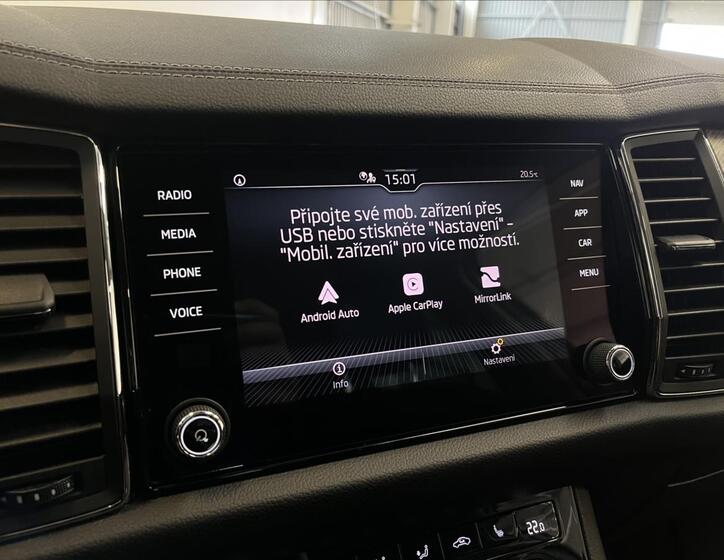 15:01
20.5°C
RADIO
MEDIA
PHONE
VOICE
Připojte své mob. zařízení přes
USB nebo stiskněte "Nastavení" –
"Mobil. zařízení" pro více možností.
Android Auto
Apple CarPlay
MirrorLink
Info
Nastavení
NAV
APP
CAR
MENU
22.0